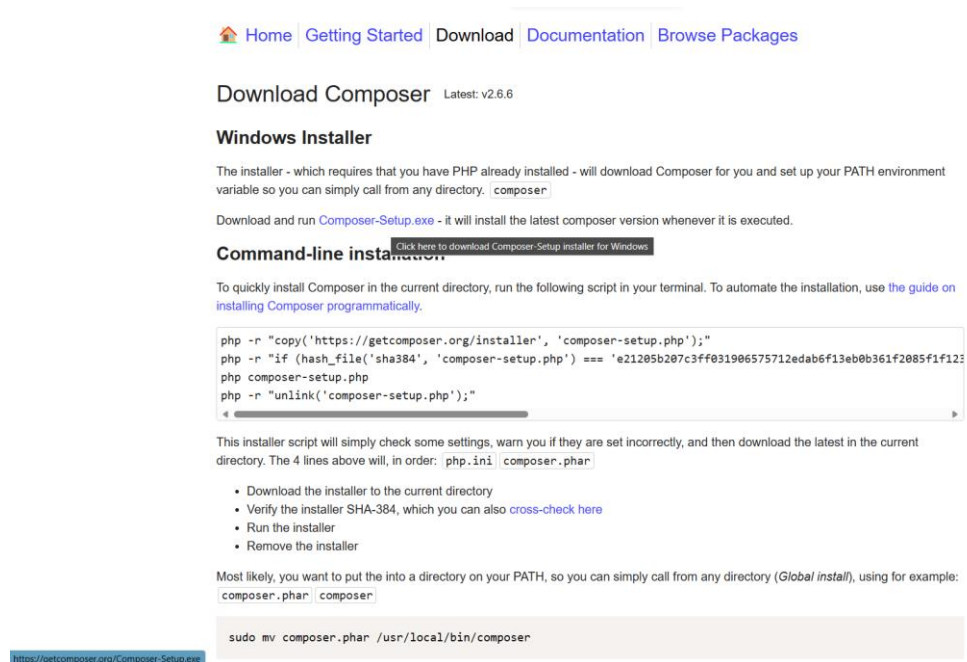 Home Getting Started Download Documentation Browse Packages
Download Composer Latest: v2.6.6
Windows Installer
The installer - which requires that you have PHP already installed - will download Composer for you and set up your PATH environment
variable so you can simply call from any directory. composer
Download and run Composer-Setup.exe - it will install the latest composer version whenever it is executed.
Click here to download Composer-Setup installer for Windows
Command-line installation
To quickly install Composer in the current directory, run the following script in your terminal. To automate the installation, use the guide on
installing Composer programmatically.
php -r "copy('https://getcomposer.org/installer', 'composer-setup.php');"
php -r "if (hash_file('sha384', 'composer-setup.php') === 'e21205b207c3ff031906575712edab6f13eb0b361f2085f1f123
php composer-setup.php
php -r "unlink('composer-setup.php');"
This installer script will simply check some settings, warn you if they are set incorrectly, and then download the latest in the current
directory. The 4 lines above will, in order: php.ini composer.phar
• Download the installer to the current directory
• Verify the installer SHA-384, which you can also cross-check here
• Run the installer
• Remove the installer
Most likely, you want to put the into a directory on your PATH, so you can simply call from any directory (Global install), using for example:
composer.phar composer
sudo mv composer.phar /usr/local/bin/composer
https://getcomposer.org/Composer-Setup.exe